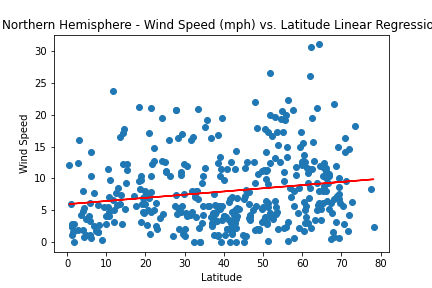 Northern Hemisphere - Wind Speed (mph) vs. Latitude Linear Regressio
30
25
20
15
10
5
0
Wind Speed
0 10 20 30 40 50 60 70 80
Latitude